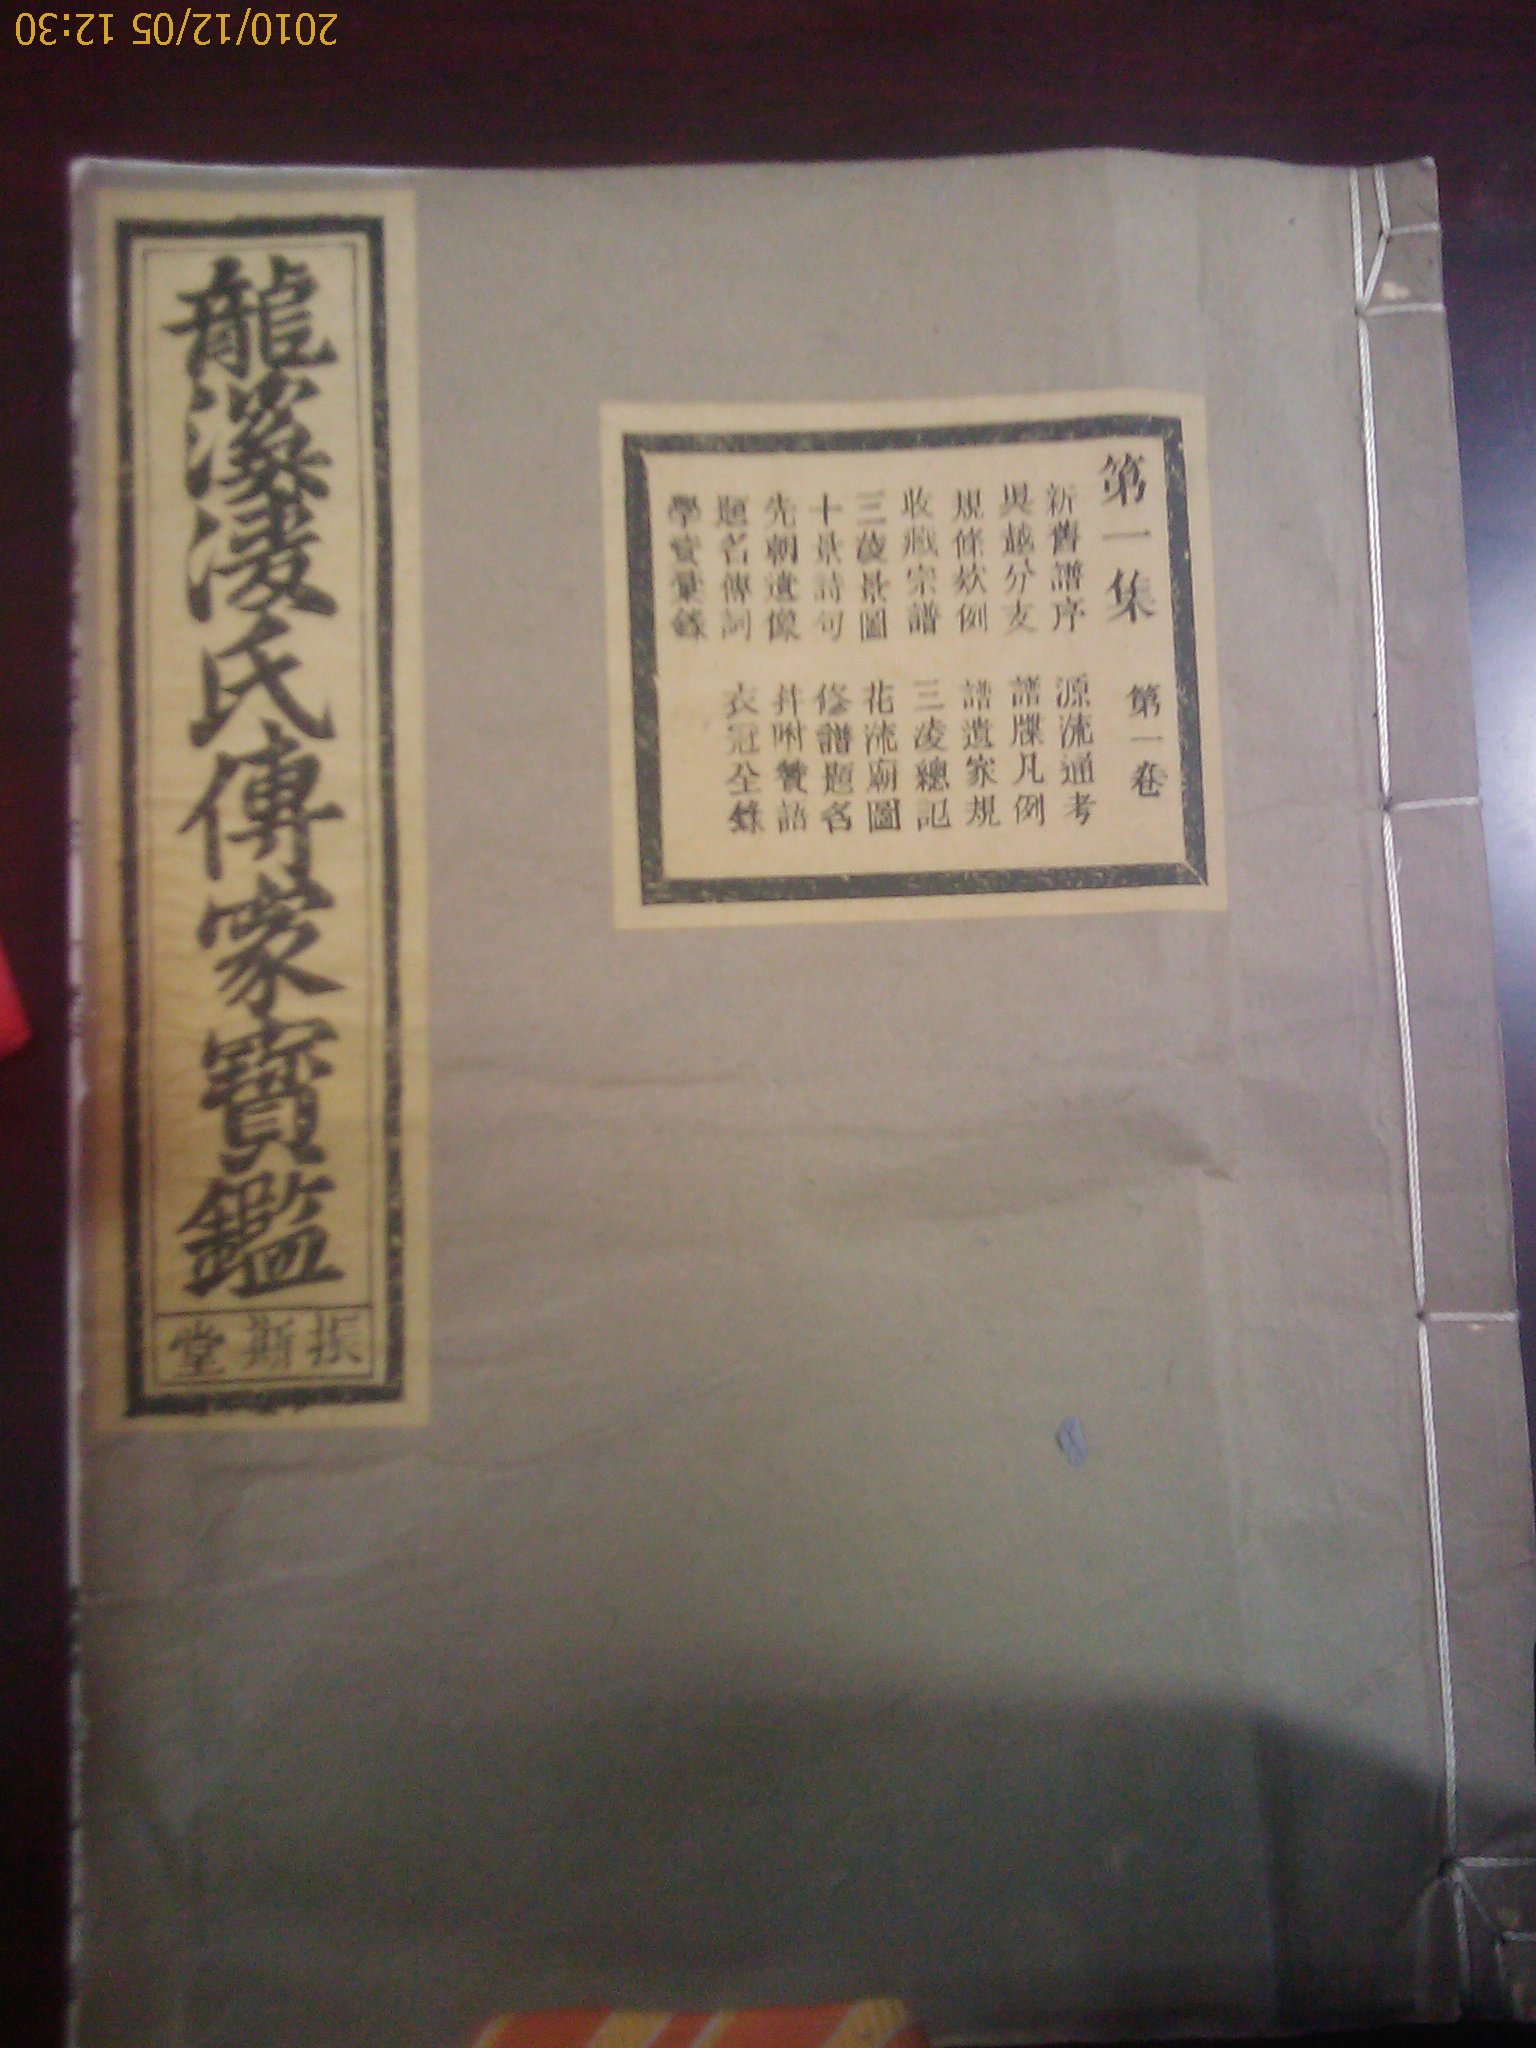 第一集 第一卷
新舊譜序 源流通考
吳越分支 譜牒凡例
規條欵例 譜遺家規
收藏宗譜 三凌總記
三凌景圖 花流廟圖
十景詩句 修譜題名
先朝遺像 幷附贊語
題名傳詞 衣冠全錄
學實彙錄
龍溪凌氏傳家寶鑑
振斯堂
2010/12/05 12:30